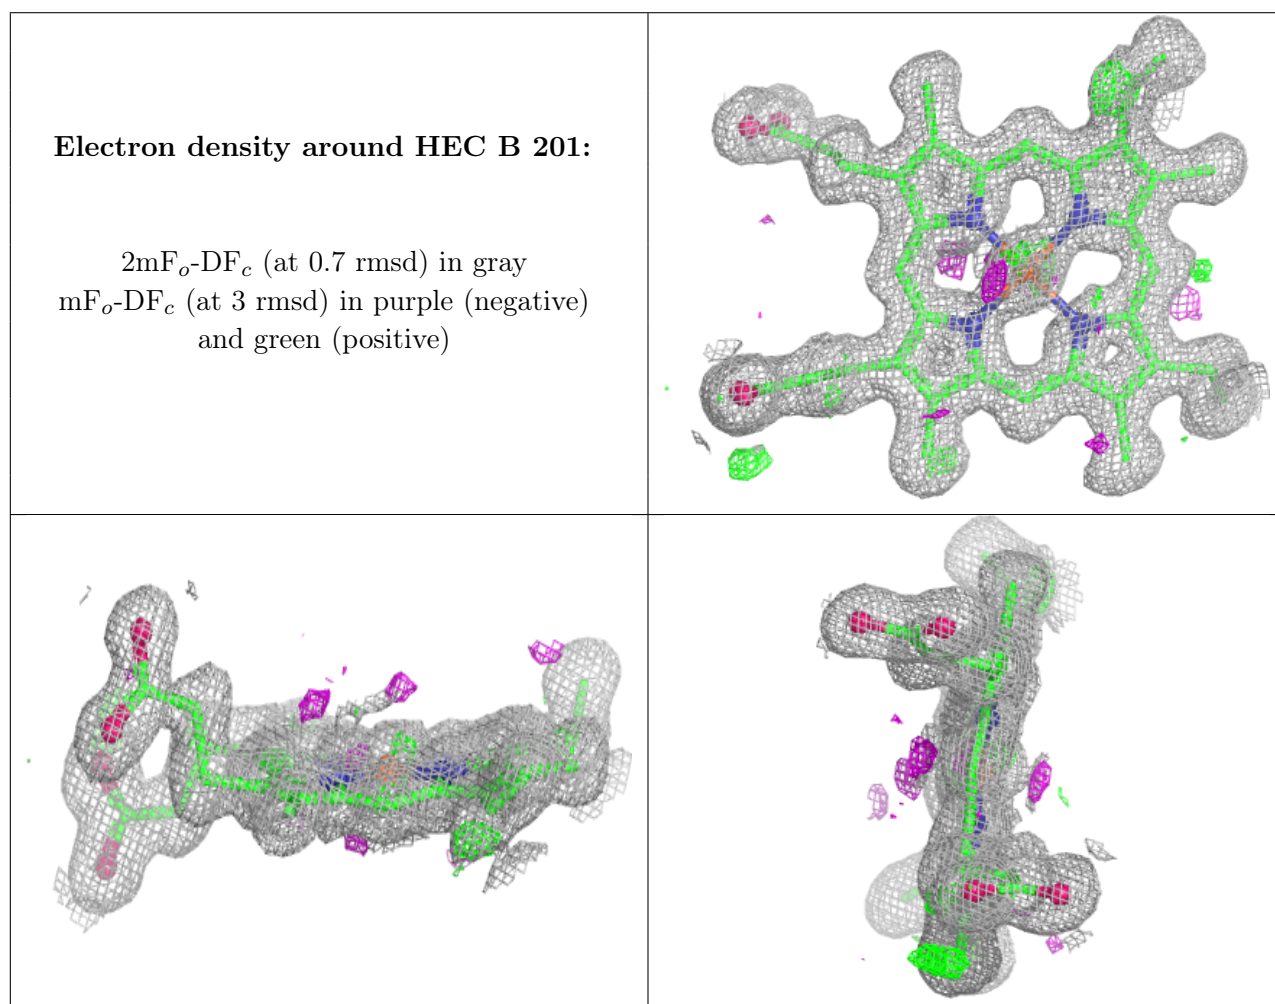 Electron density around HEC B 201:
2mFo-DFc (at 0.7 rmsd) in gray
mFo-DFc (at 3 rmsd) in purple (negative)
and green (positive)